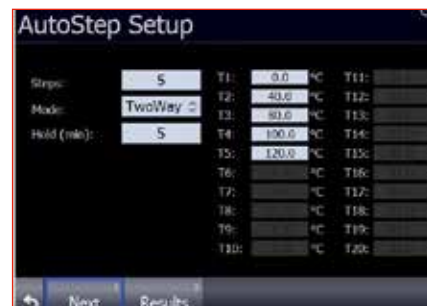 AutoStep Setup
Steps: 5
Mode: TwoWay
Hold (min): 5
T1: 0.0 °C
T2: 40.0 °C
T3: 80.0 °C
T4: 100.0 °C
T5: 120.0 °C
T6: °C
T7: °C
T8: °C
T9: °C
T10: °C
T11:
T12:
T13:
T14:
T15:
T16:
T17:
T18:
T19:
T20:
Next
Results